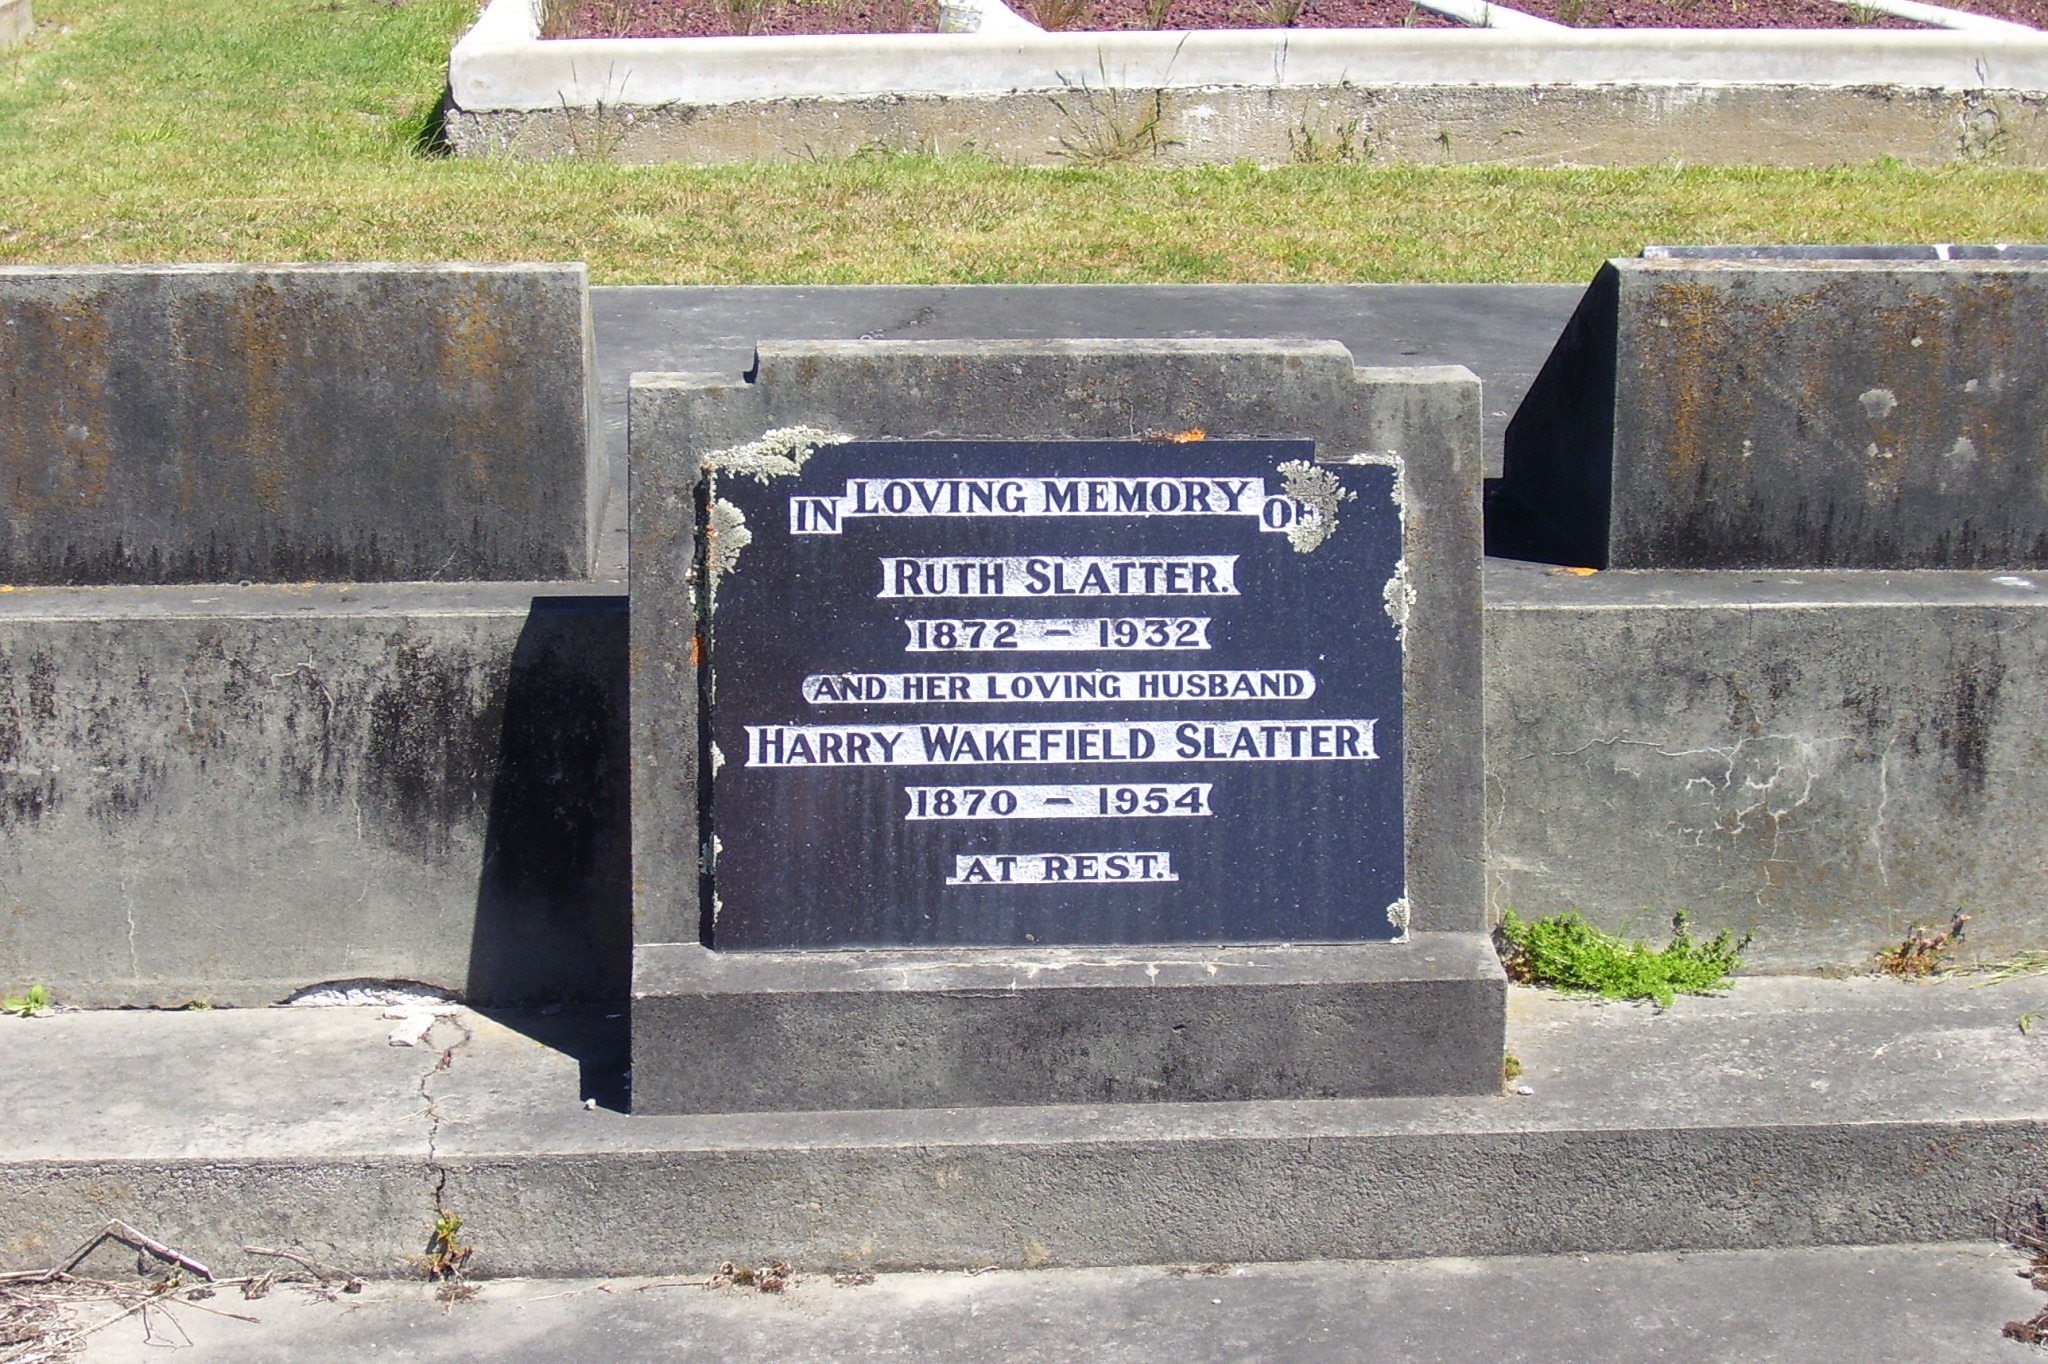 IN LOVING MEMORY OF
RUTH SLATTER.
1872 – 1932
AND HER LOVING HUSBAND
HARRY WAKEFIELD SLATTER.
1870 – 1954
AT REST.